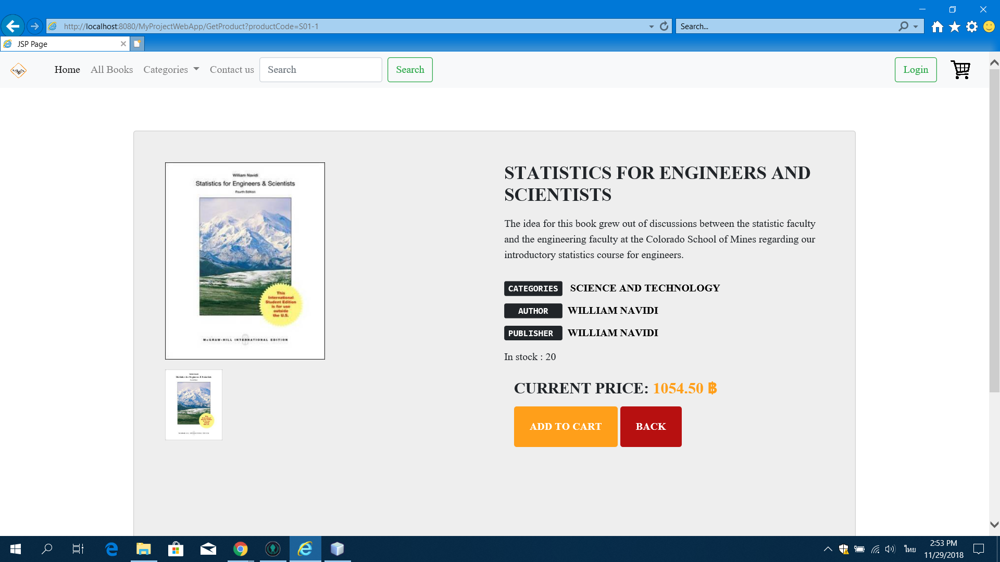 http://localhost:8080/MyProjectWebApp/GetProduct?productCode=S01-1
Search...
JSP Page
Home
All Books
Categories
Contact us
Search
Search
Login
William Navidi
Statistics for Engineers & Scientists
Fourth Edition
This
International
Student Edition
is for use
outside
the U.S.
McGRAW-HILL INTERNATIONAL EDITION
STATISTICS FOR ENGINEERS AND
SCIENTISTS
The idea for this book grew out of discussions between the statistic faculty
and the engineering faculty at the Colorado School of Mines regarding our
introductory statistics course for engineers.
CATEGORIES SCIENCE AND TECHNOLOGY
AUTHOR WILLIAM NAVIDI
PUBLISHER WILLIAM NAVIDI
In stock : 20
CURRENT PRICE: 1054.50 ฿
ADD TO CART
BACK
Statistics for Engineers & Scientists
ไทย
2:53 PM
11/29/2018